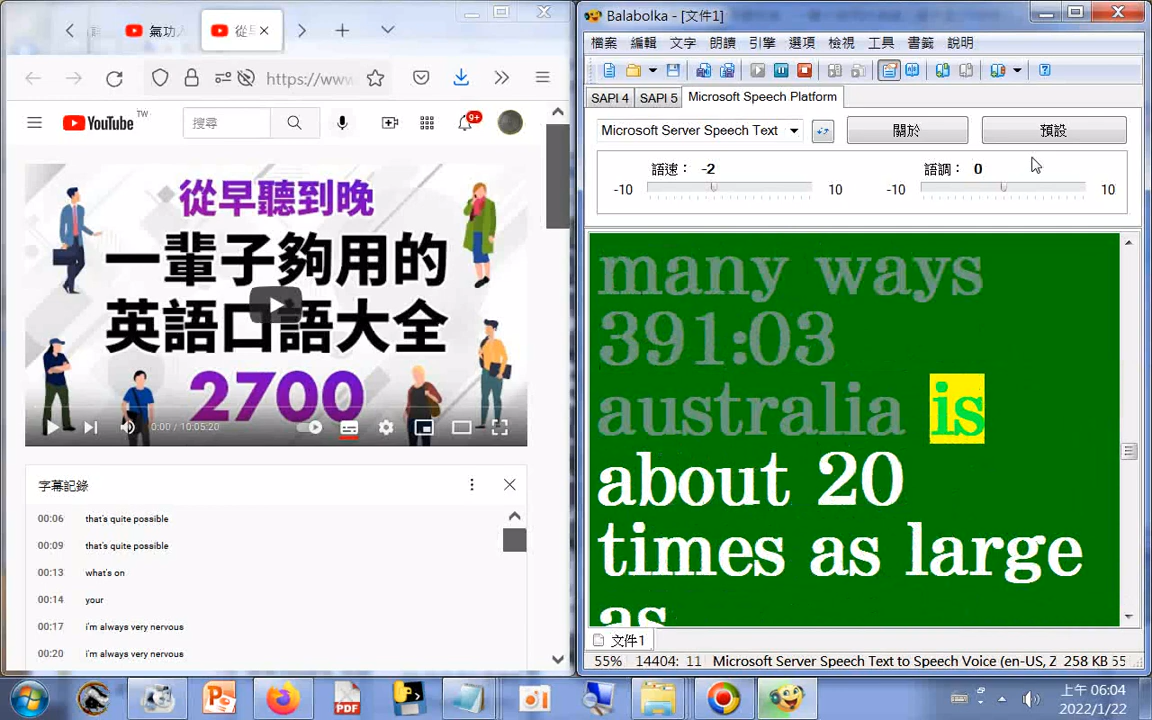 從
https://www
YouTube TW
搜尋
9+
從早聽到晚
一輩子夠用的
英語口語大全
2700
0:00 / 10:05:20
字幕記錄
00:06 that's quite possible
00:09 that's quite possible
00:13 what's on
00:14 your
00:17 i'm always very nervous
00:20 i'm always very nervous
Balabolka - [文件1]
檔案 編輯 文字 朗讀 引擎 選項 檢視 工具 書籤 說明
SAPI 4 SAPI 5 Microsoft Speech Platform
Microsoft Server Speech Text 關於 預設
語速： -2 語調： 0
-10 10 -10 10
many ways
391:03
australia is
about 20
times as large
as
文件1
55% 14404: 11 Microsoft Server Speech Text to Speech Voice (en-US, Z 258 KB 55
PDF
上午 06:04
2022/1/22